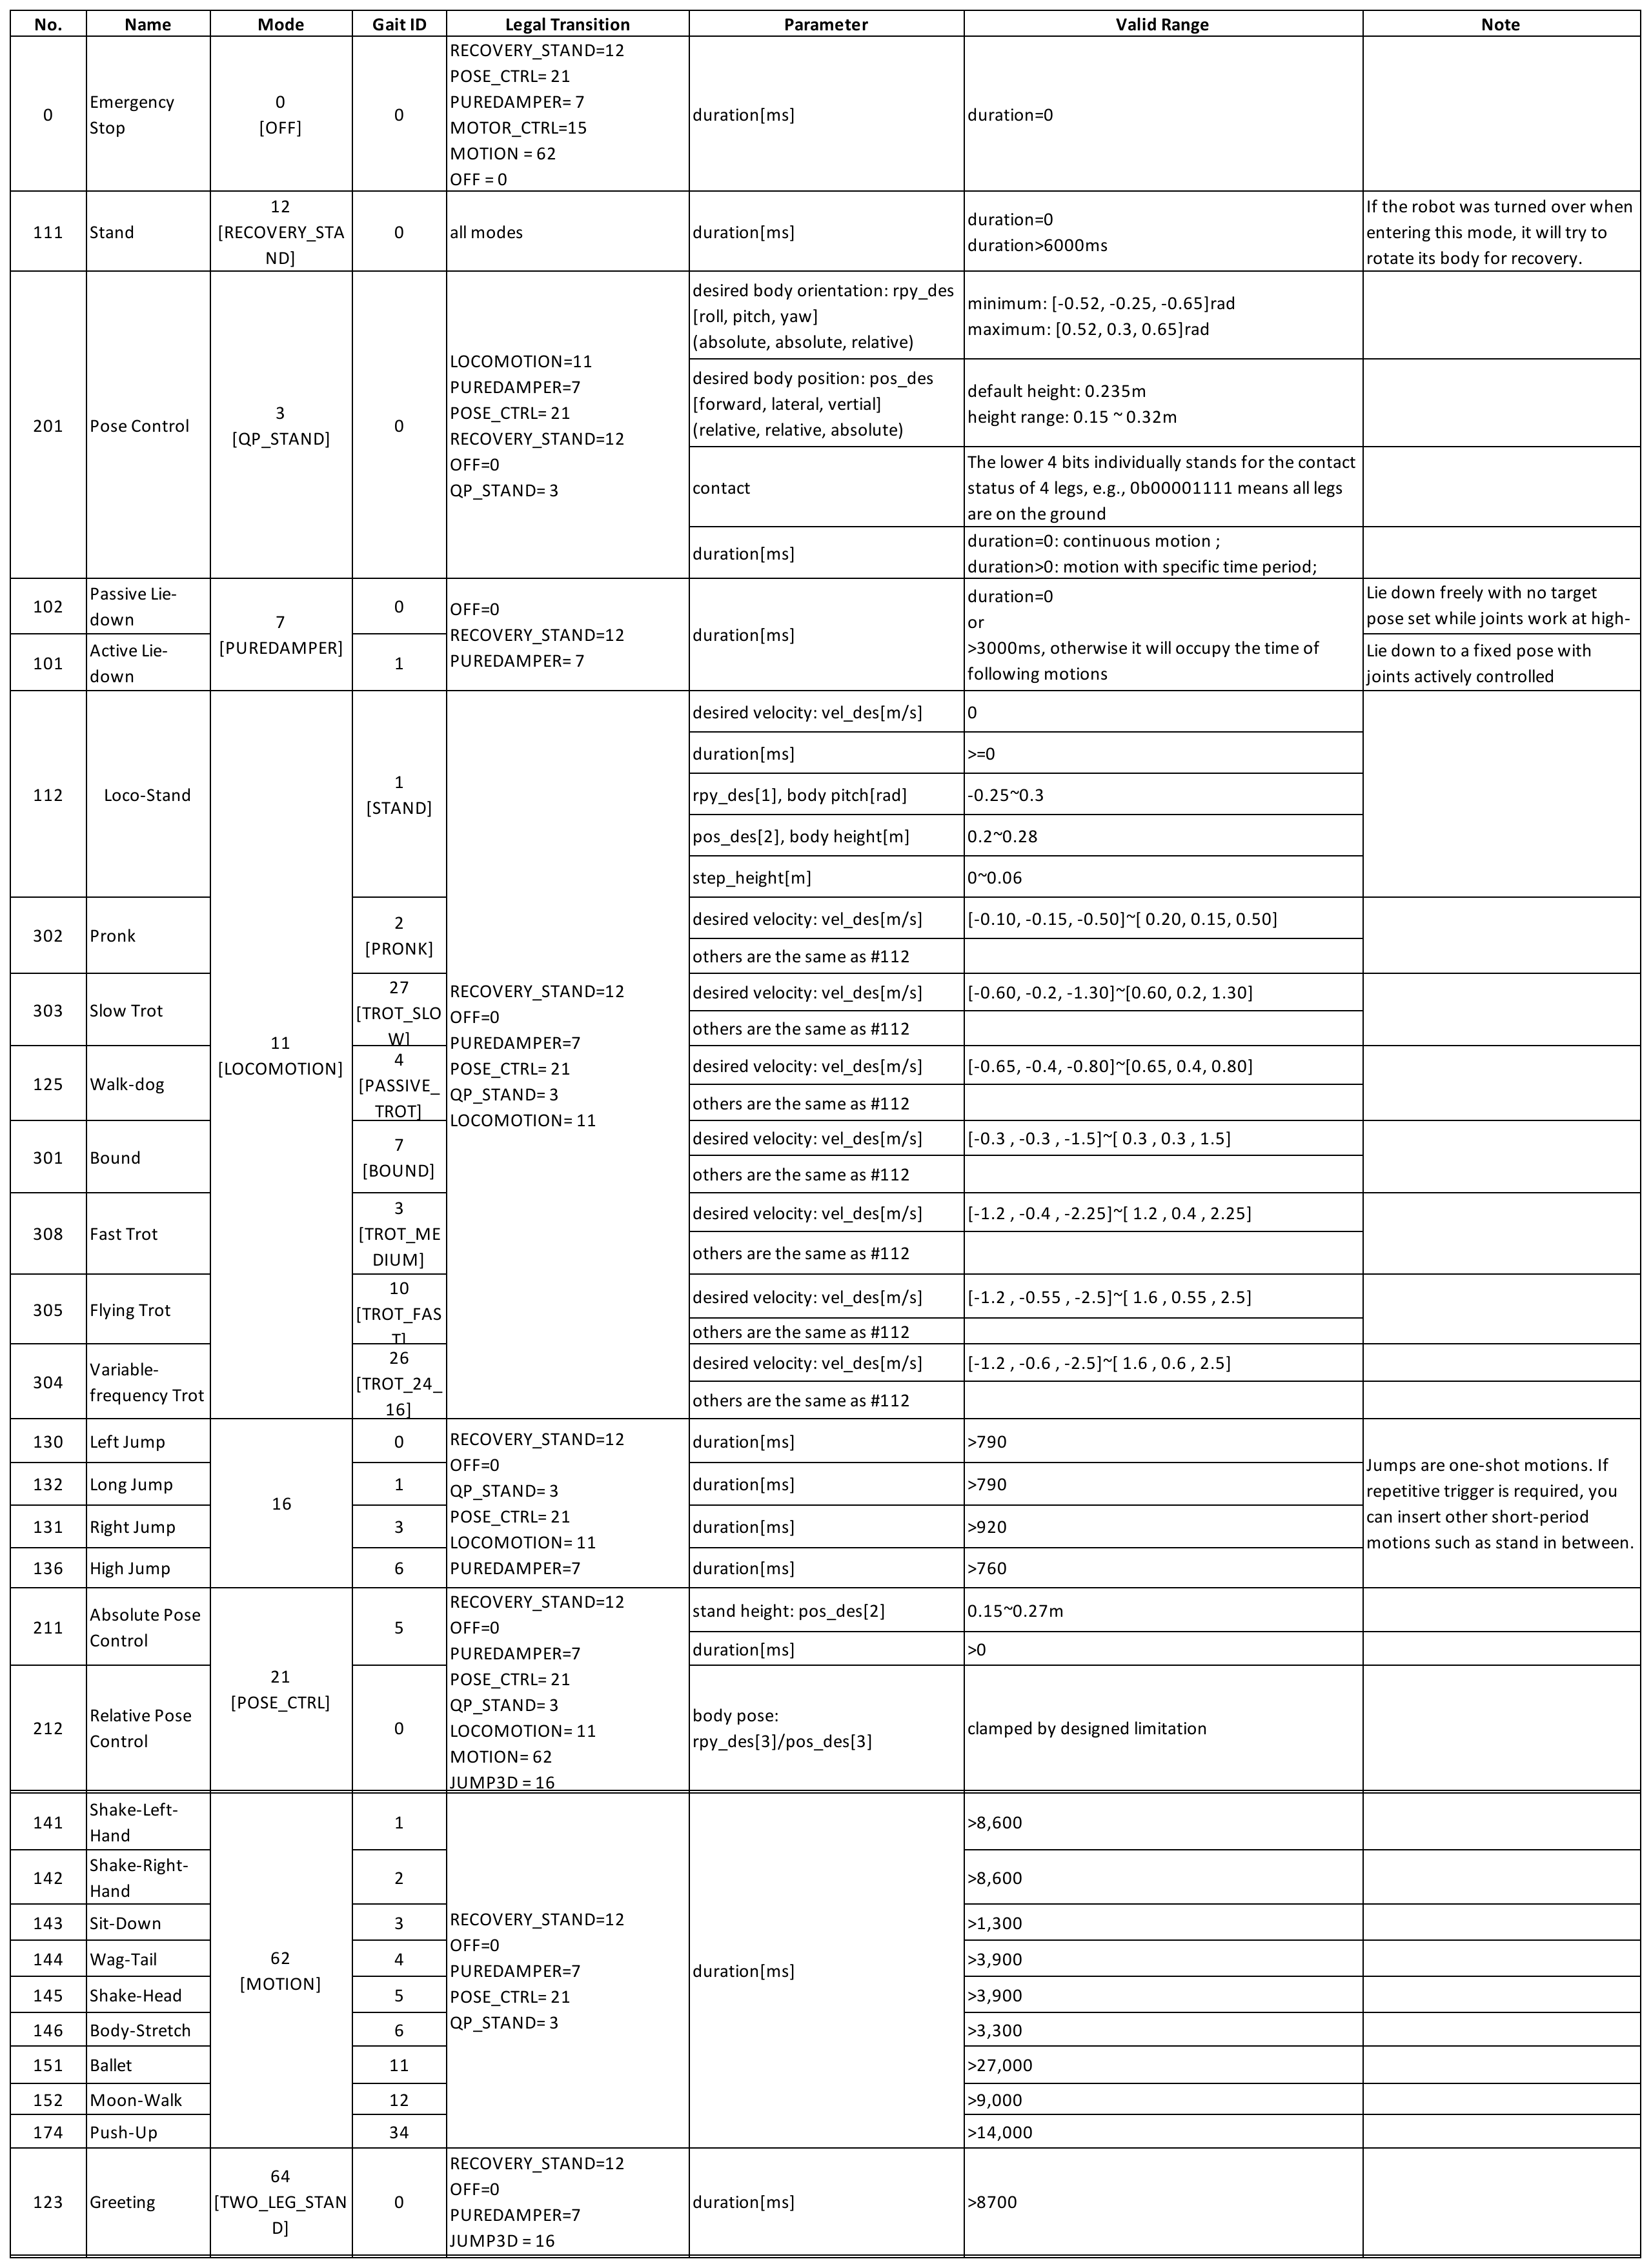 No. Name Mode Gait ID Legal Transition Parameter Valid Range Note
0
Emergency
Stop
0
[OFF]
0
RECOVERY_STAND=12
POSE_CTRL= 21
PUREDAMPER= 7
MOTOR_CTRL=15
MOTION = 62
OFF = 0
duration[ms]
duration=0
111
Stand
12
[RECOVERY_STA
ND]
0
all modes
duration[ms]
duration=0
duration>6000ms
If the robot was turned over when
entering this mode, it will try to
rotate its body for recovery.
201
Pose Control
3
[QP_STAND]
0
LOCOMOTION=11
PUREDAMPER=7
POSE_CTRL= 21
RECOVERY_STAND=12
OFF=0
QP_STAND= 3
desired body orientation: rpy_des
[roll, pitch, yaw]
(absolute, absolute, relative)
minimum: [-0.52, -0.25, -0.65]rad
maximum: [0.52, 0.3, 0.65]rad
desired body position: pos_des
[forward, lateral, vertial]
(relative, relative, absolute)
default height: 0.235m
height range: 0.15 ~ 0.32m
contact
The lower 4 bits individually stands for the contact
status of 4 legs, e.g., 0b00001111 means all legs
are on the ground
duration[ms]
duration=0: continuous motion ;
duration>0: motion with specific time period;
102
Passive Lie-
down
7
[PUREDAMPER]
0
OFF=0
RECOVERY_STAND=12
PUREDAMPER= 7
duration[ms]
duration=0
or
>3000ms, otherwise it will occupy the time of
following motions
Lie down freely with no target
pose set while joints work at high-
101
Active Lie-
down
1
Lie down to a fixed pose with
joints actively controlled
112
Loco-Stand
11
[LOCOMOTION]
1
[STAND]
RECOVERY_STAND=12
OFF=0
PUREDAMPER=7
POSE_CTRL= 21
QP_STAND= 3
LOCOMOTION= 11
desired velocity: vel_des[m/s]
0
duration[ms]
>=0
rpy_des[1], body pitch[rad]
-0.25~0.3
pos_des[2], body height[m]
0.2~0.28
step_height[m]
0~0.06
302
Pronk
2
[PRONK]
desired velocity: vel_des[m/s]
[-0.10, -0.15, -0.50]~[ 0.20, 0.15, 0.50]
others are the same as #112
303
Slow Trot
27
[TROT_SLO
W]
desired velocity: vel_des[m/s]
[-0.60, -0.2, -1.30]~[0.60, 0.2, 1.30]
others are the same as #112
125
Walk-dog
4
[PASSIVE_
TROT]
desired velocity: vel_des[m/s]
[-0.65, -0.4, -0.80]~[0.65, 0.4, 0.80]
others are the same as #112
301
Bound
7
[BOUND]
desired velocity: vel_des[m/s]
[-0.3 , -0.3 , -1.5]~[ 0.3 , 0.3 , 1.5]
others are the same as #112
308
Fast Trot
3
[TROT_ME
DIUM]
desired velocity: vel_des[m/s]
[-1.2 , -0.4 , -2.25]~[ 1.2 , 0.4 , 2.25]
others are the same as #112
305
Flying Trot
10
[TROT_FAS
T]
desired velocity: vel_des[m/s]
[-1.2 , -0.55 , -2.5]~[ 1.6 , 0.55 , 2.5]
others are the same as #112
304
Variable-
frequency Trot
26
[TROT_24_
16]
desired velocity: vel_des[m/s]
[-1.2 , -0.6 , -2.5]~[ 1.6 , 0.6 , 2.5]
others are the same as #112
130
Left Jump
16
0
RECOVERY_STAND=12
OFF=0
QP_STAND= 3
POSE_CTRL= 21
LOCOMOTION= 11
PUREDAMPER=7
duration[ms]
>790
Jumps are one-shot motions. If
repetitive trigger is required, you
can insert other short-period
motions such as stand in between.
132
Long Jump
1
duration[ms]
>790
131
Right Jump
3
duration[ms]
>920
136
High Jump
6
duration[ms]
>760
211
Absolute Pose
Control
21
[POSE_CTRL]
5
RECOVERY_STAND=12
OFF=0
PUREDAMPER=7
POSE_CTRL= 21
QP_STAND= 3
LOCOMOTION= 11
MOTION= 62
JUMP3D = 16
stand height: pos_des[2]
0.15~0.27m
duration[ms]
>0
212
Relative Pose
Control
0
body pose:
rpy_des[3]/pos_des[3]
clamped by designed limitation
141
Shake-Left-
Hand
62
[MOTION]
1
RECOVERY_STAND=12
OFF=0
PUREDAMPER=7
POSE_CTRL= 21
QP_STAND= 3
duration[ms]
>8,600
142
Shake-Right-
Hand
2
>8,600
143
Sit-Down
3
>1,300
144
Wag-Tail
4
>3,900
145
Shake-Head
5
>3,900
146
Body-Stretch
6
>3,300
151
Ballet
11
>27,000
152
Moon-Walk
12
>9,000
174
Push-Up
34
>14,000
123
Greeting
64
[TWO_LEG_STAN
D]
0
RECOVERY_STAND=12
OFF=0
PUREDAMPER=7
JUMP3D = 16
duration[ms]
>8700